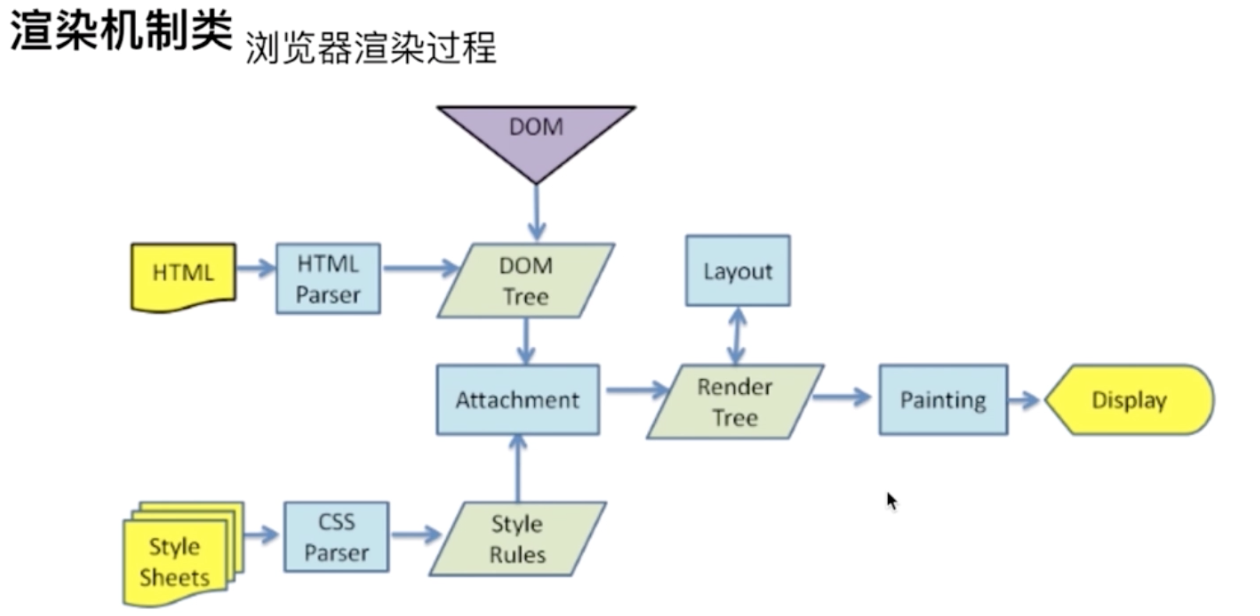 渲染机制类 浏览器渲染过程
DOM
HTML
HTML
Parser
DOM
Tree
Layout
Attachment
Render
Tree
Painting
Display
Style
Sheets
CSS
Parser
Style
Rules